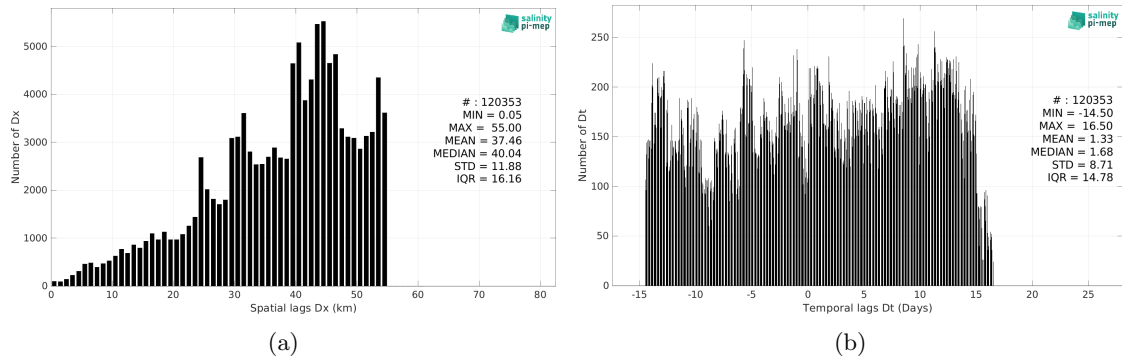 salinity
pi-mep
5000
4000
3000
2000
1000
0
Number of Dx
# : 120353
MIN = 0.05
MAX = 55.00
MEAN = 37.46
MEDIAN = 40.04
STD = 11.88
IQR = 16.16
0 10 20 30 40 50 60 70 80
Spatial lags Dx (km)
(a)
salinity
pi-mep
250
200
150
100
50
0
Number of Dt
# : 120353
MIN = -14.50
MAX = 16.50
MEAN = 1.33
MEDIAN = 1.68
STD = 8.71
IQR = 14.78
-15 -10 -5 0 5 10 15 20 25
Temporal lags Dt (Days)
(b)